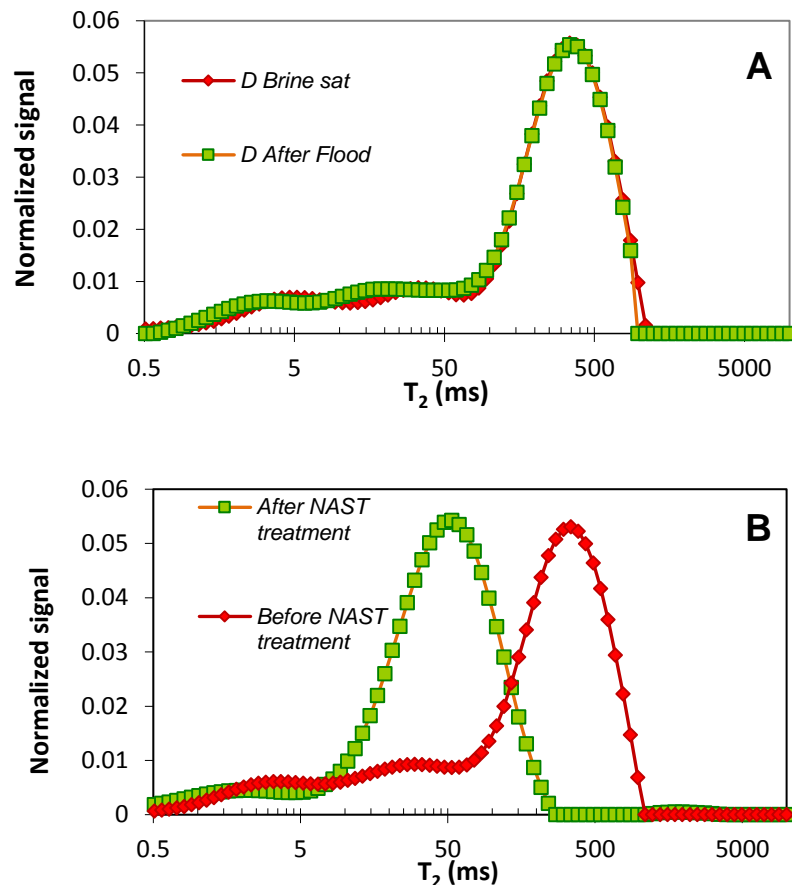 0.06
0.05
0.04
0.03
0.02
0.01
0
Normalized signal
D Brine sat
D After Flood
A
0.5
5
50
500
5000
T2 (ms)
0.06
0.05
0.04
0.03
0.02
0.01
0
Normalized signal
After NAST
treatment
Before NAST
treatment
B
0.5
5
50
500
5000
T2 (ms)